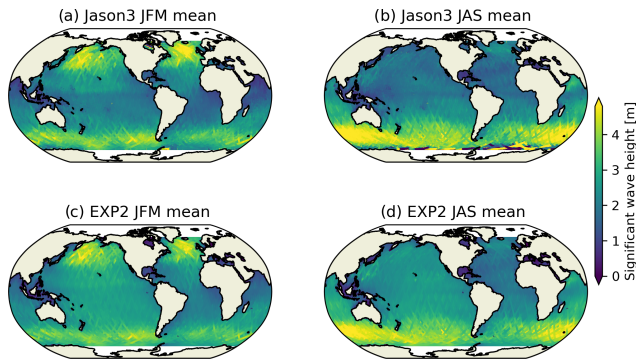 (a) Jason3 JFM mean
(b) Jason3 JAS mean
(c) EXP2 JFM mean
(d) EXP2 JAS mean
4
3
2
1
0
Significant wave height [m]